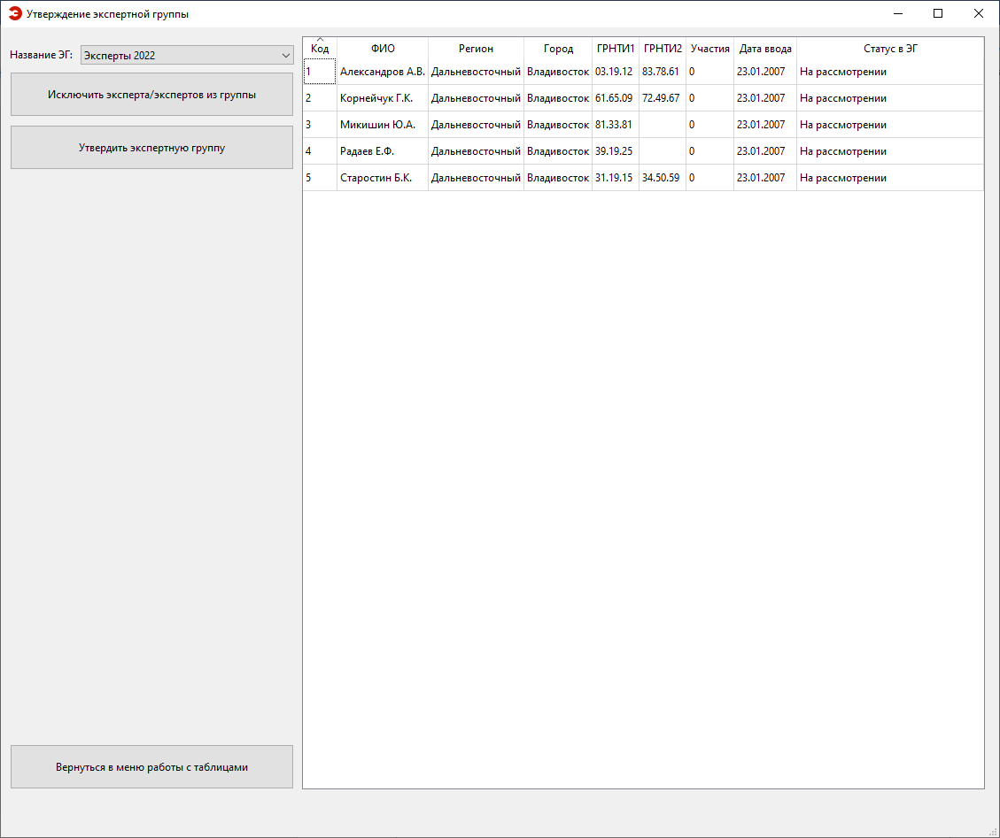 Э Утверждение экспертной группы
Название ЭГ: Эксперты 2022
Исключить эксперта/экспертов из группы
Утвердить экспертную группу
Вернуться в меню работы с таблицами
Код ФИО Регион Город ГРНТИ1 ГРНТИ2 Участия Дата ввода Статус в ЭГ
1 Александров А.В. Дальневосточный Владивосток 03.19.12 83.78.61 0 23.01.2007 На рассмотрении
2 Корнейчук Г.К. Дальневосточный Владивосток 61.65.09 72.49.67 0 23.01.2007 На рассмотрении
3 Микишин Ю.А. Дальневосточный Владивосток 81.33.81 0 23.01.2007 На рассмотрении
4 Радаев Е.Ф. Дальневосточный Владивосток 39.19.25 0 23.01.2007 На рассмотрении
5 Старостин Б.К. Дальневосточный Владивосток 31.19.15 34.50.59 0 23.01.2007 На рассмотрении